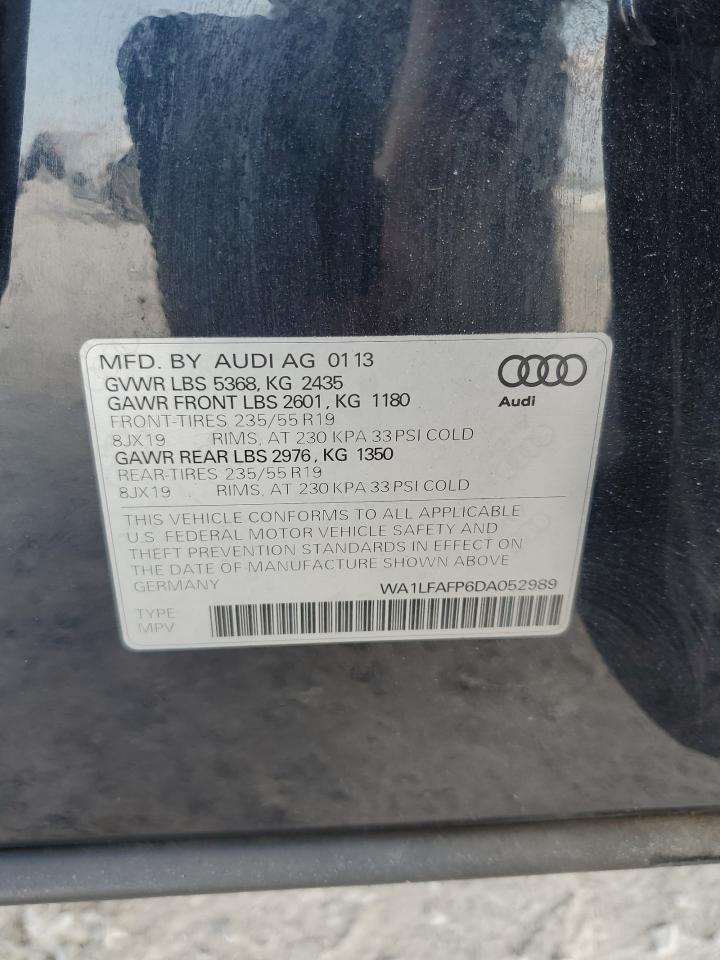 MFD. BY AUDI AG 01 13
GVWR LBS 5368, KG 2435
GAWR FRONT LBS 2601, KG 1180
FRONT-TIRES 235/55 R19
8JX19 RIMS, AT 230 KPA 33 PSI COLD
GAWR REAR LBS 2976, KG 1350
REAR-TIRES 235/55 R19
8JX19 RIMS, AT 230 KPA 33 PSI COLD
Audi
THIS VEHICLE CONFORMS TO ALL APPLICABLE
U.S. FEDERAL MOTOR VEHICLE SAFETY AND
THEFT PREVENTION STANDARDS IN EFFECT ON
THE DATE OF MANUFACTURE SHOWN ABOVE
GERMANY WA1LFAFP6DA052989
TYPE
MPV